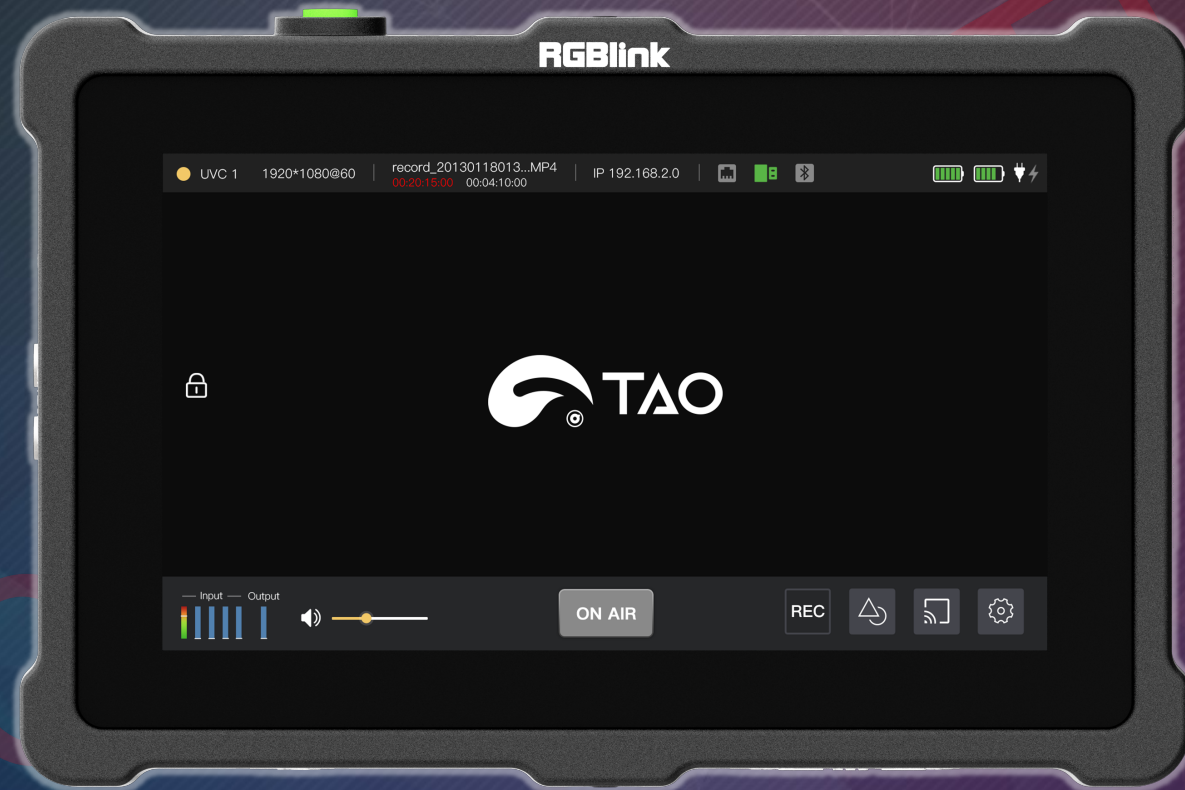 RGBlink
UVC 1 1920*1080@60 record_20130118013...MP4 IP 192.168.2.0
00:20:15:00 00:04:10:00
TAO
Input Output
ON AIR
REC